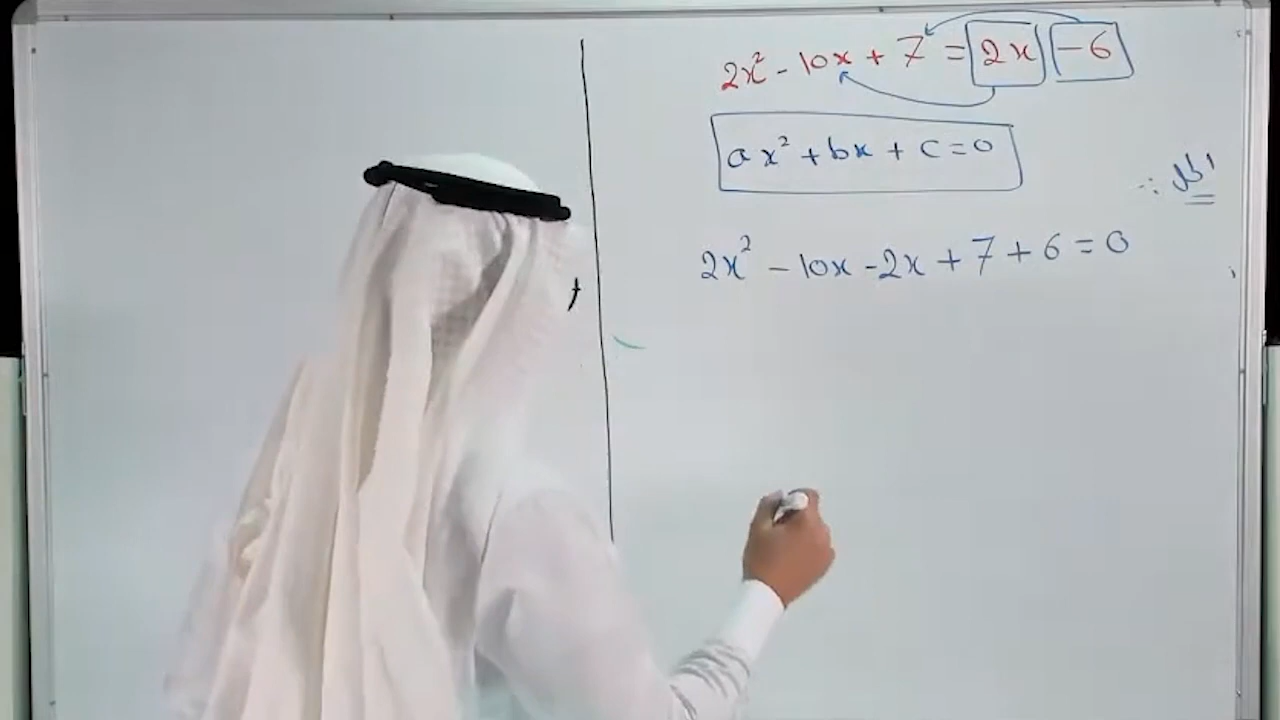 2x² - 10x + 7 = 2x - 6
ax² + bx + c = 0
الحل :-
2x² - 10x - 2x + 7 + 6 = 0